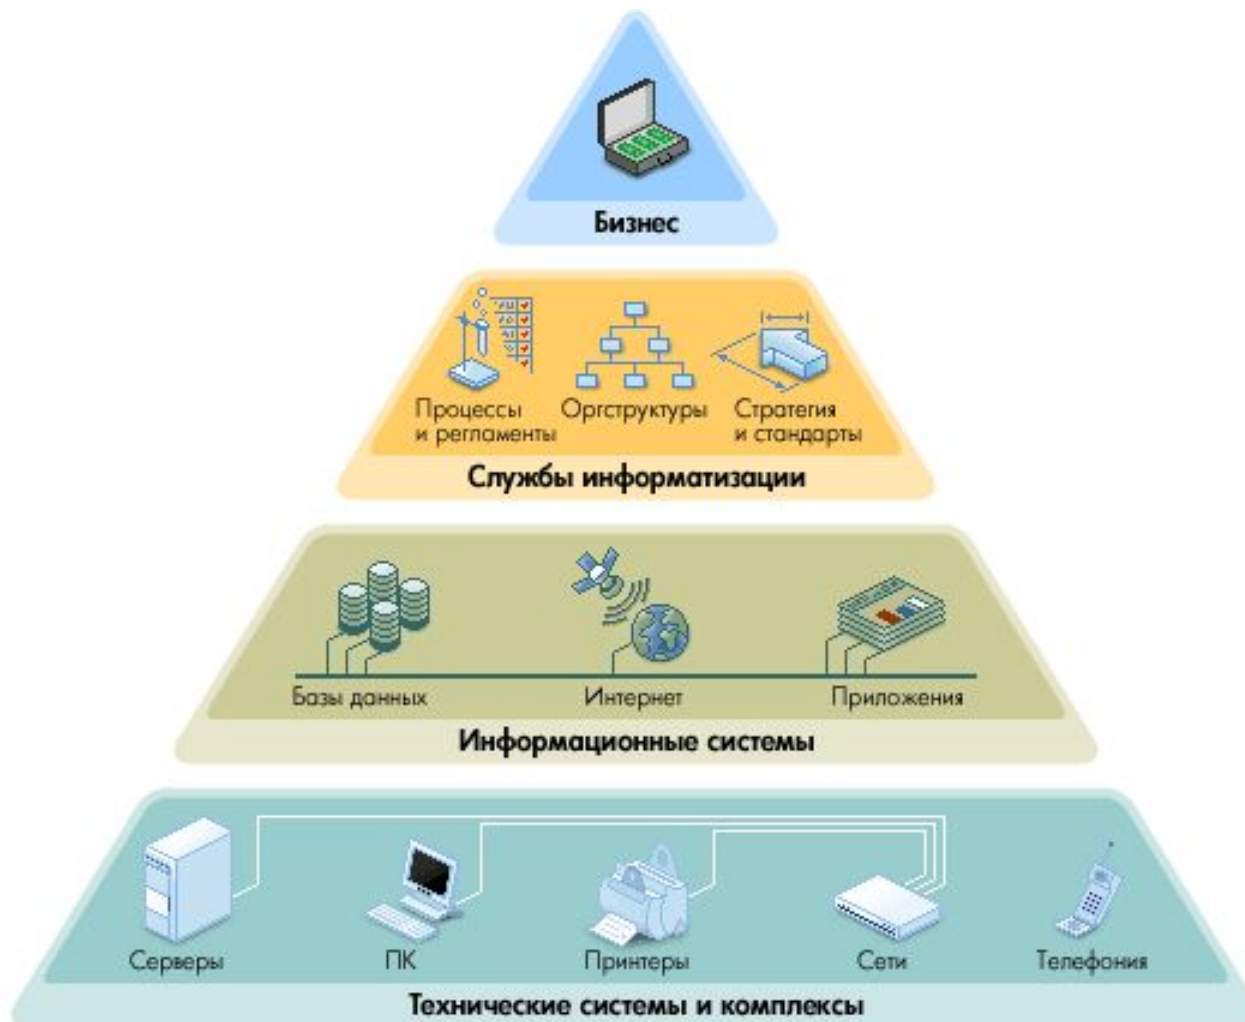 Бизнес
Процессы
и регламенты
Оргструктуры
Стратегия
и стандарты
Службы информатизации
Базы данных
Интернет
Приложения
Информационные системы
Серверы
ПК
Принтеры
Сети
Телефония
Технические системы и комплексы